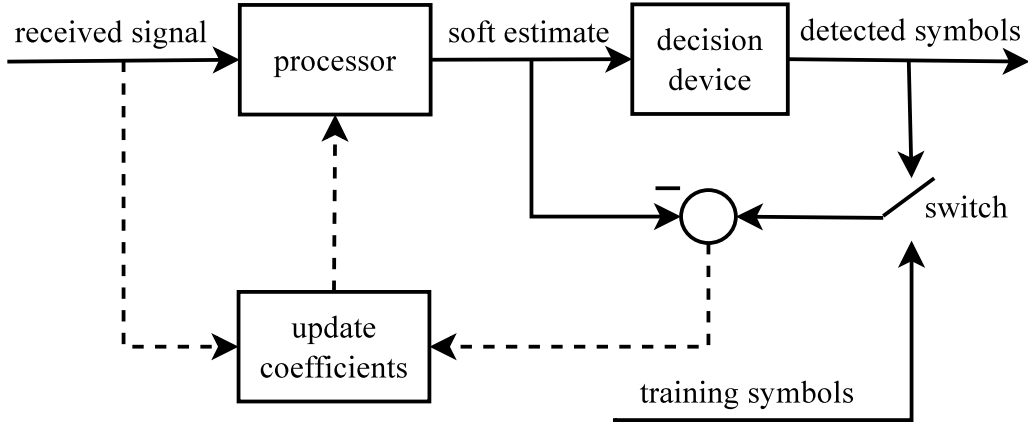 received signal
processor
soft estimate
decision
device
detected symbols
−
switch
update
coefficients
training symbols